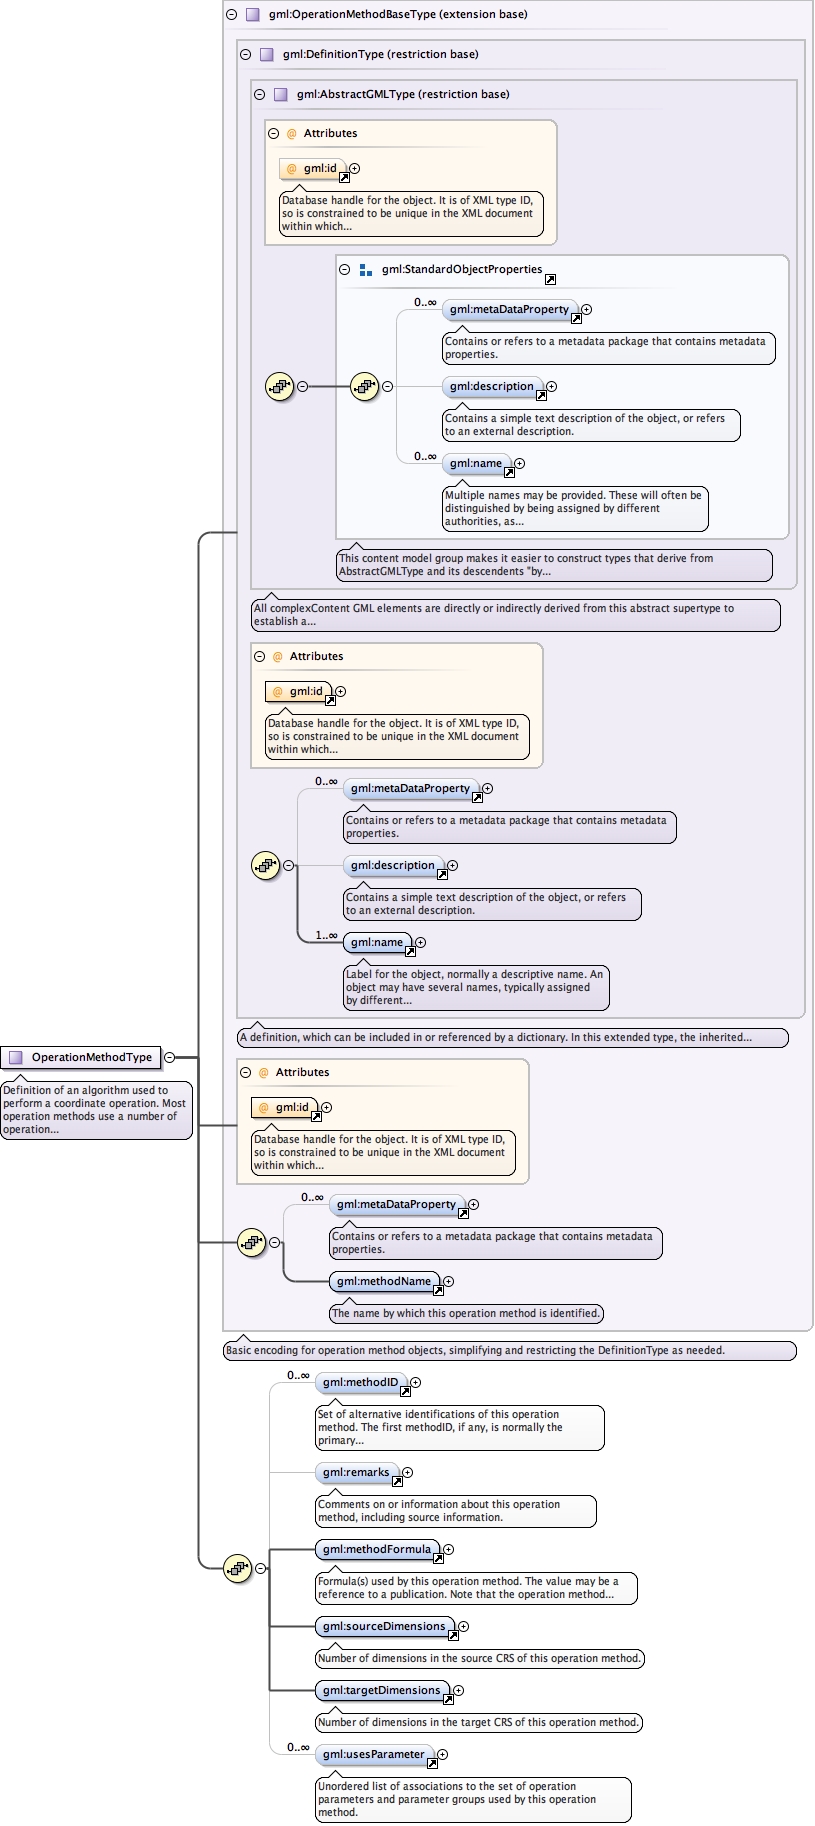 gml:OperationMethodBaseType (extension base)
gml:DefinitionType (restriction base)
gml:AbstractGMLType (restriction base)
@ Attributes
@ gml:id
Database handle for the object. It is of XML type ID,
so is constrained to be unique in the XML document
within which...
gml:StandardObjectProperties
0..∞
gml:metaDataProperty
Contains or refers to a metadata package that contains metadata
properties.
gml:description
Contains a simple text description of the object, or refers
to an external description.
0..∞
gml:name
Multiple names may be provided. These will often be
distinguished by being assigned by different
authorities, as...
This content model group makes it easier to construct types that derive from
AbstractGMLType and its descendents "by...
All complexContent GML elements are directly or indirectly derived from this abstract supertype to
establish a...
@ Attributes
@ gml:id
Database handle for the object. It is of XML type ID,
so is constrained to be unique in the XML document
within which...
0..∞
gml:metaDataProperty
Contains or refers to a metadata package that contains metadata
properties.
gml:description
Contains a simple text description of the object, or refers
to an external description.
1..∞
gml:name
Label for the object, normally a descriptive name. An
object may have several names, typically assigned
by different...
A definition, which can be included in or referenced by a dictionary. In this extended type, the inherited...
OperationMethodType
Definition of an algorithm used to
perform a coordinate operation. Most
operation methods use a number of
operation...
@ Attributes
@ gml:id
Database handle for the object. It is of XML type ID,
so is constrained to be unique in the XML document
within which...
0..∞
gml:metaDataProperty
Contains or refers to a metadata package that contains metadata
properties.
gml:methodName
The name by which this operation method is identified.
Basic encoding for operation method objects, simplifying and restricting the DefinitionType as needed.
0..∞
gml:methodID
Set of alternative identifications of this operation
method. The first methodID, if any, is normally the
primary...
gml:remarks
Comments on or information about this operation
method, including source information.
gml:methodFormula
Formula(s) used by this operation method. The value may be a
reference to a publication. Note that the operation method...
gml:sourceDimensions
Number of dimensions in the source CRS of this operation method.
gml:targetDimensions
Number of dimensions in the target CRS of this operation method.
0..∞
gml:usesParameter
Unordered list of associations to the set of operation
parameters and parameter groups used by this operation
method.